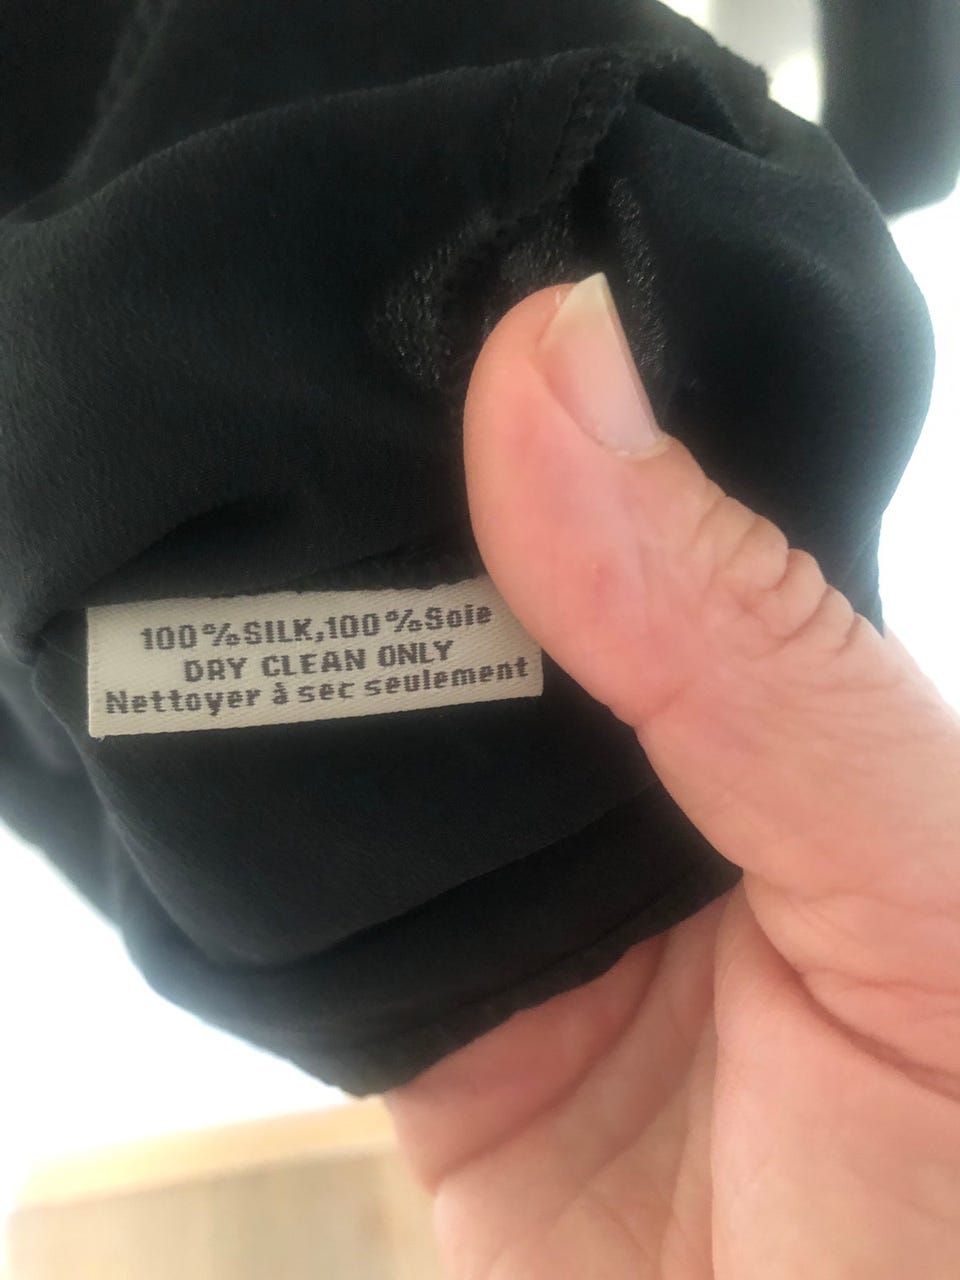 100%SILK,100%Soie
DRY CLEAN ONLY
Nettoyer à sec seulement